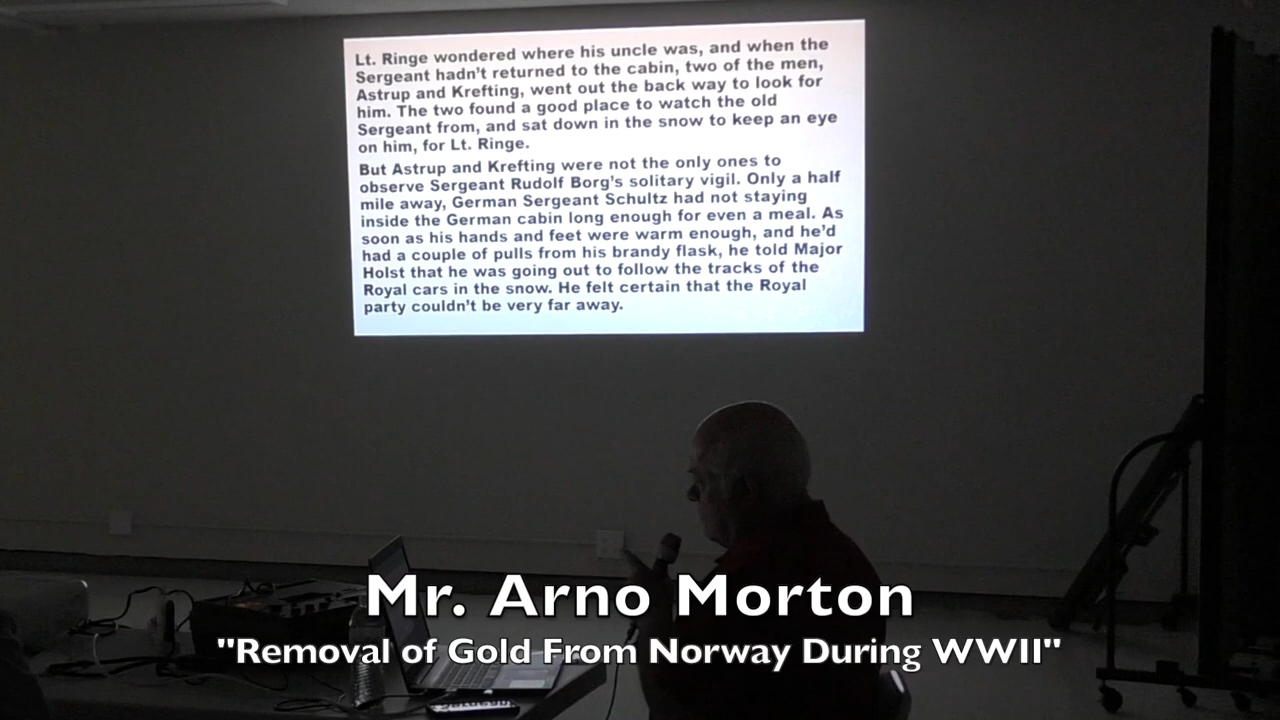 Lt. Ringe wondered where his uncle was, and when the
Sergeant hadn't returned to the cabin, two of the men,
Astrup and Krefting, went out the back way to look for
him. The two found a good place to watch the old
Sergeant from, and sat down in the snow to keep an eye
on him, for Lt. Ringe.
But Astrup and Krefting were not the only ones to
observe Sergeant Rudolf Borg's solitary vigil. Only a half
mile away, German Sergeant Schultz had not staying
inside the German cabin long enough for even a meal. As
soon as his hands and feet were warm enough, and he'd
had a couple of pulls from his brandy flask, he told Major
Holst that he was going out to follow the tracks of the
Royal cars in the snow. He felt certain that the Royal
party couldn't be very far away.
Mr. Arno Morton
"Removal of Gold From Norway During WWII"